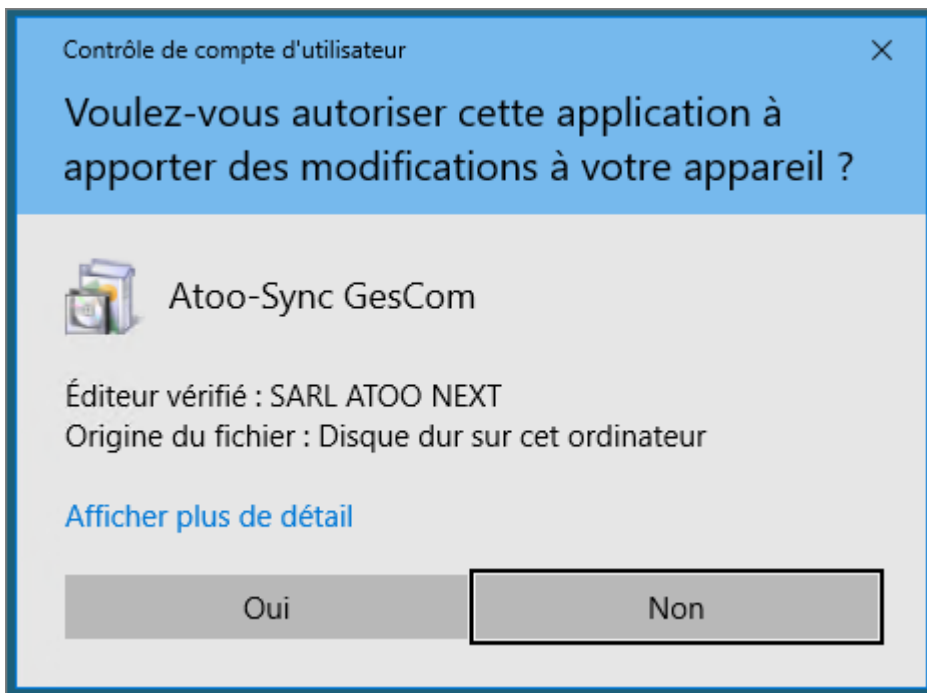 Contrôle de compte d'utilisateur
Voulez-vous autoriser cette application à
apporter des modifications à votre appareil ?
Atoo-Sync GesCom
Éditeur vérifié : SARL ATOO NEXT
Origine du fichier : Disque dur sur cet ordinateur
Afficher plus de détail
Oui
Non